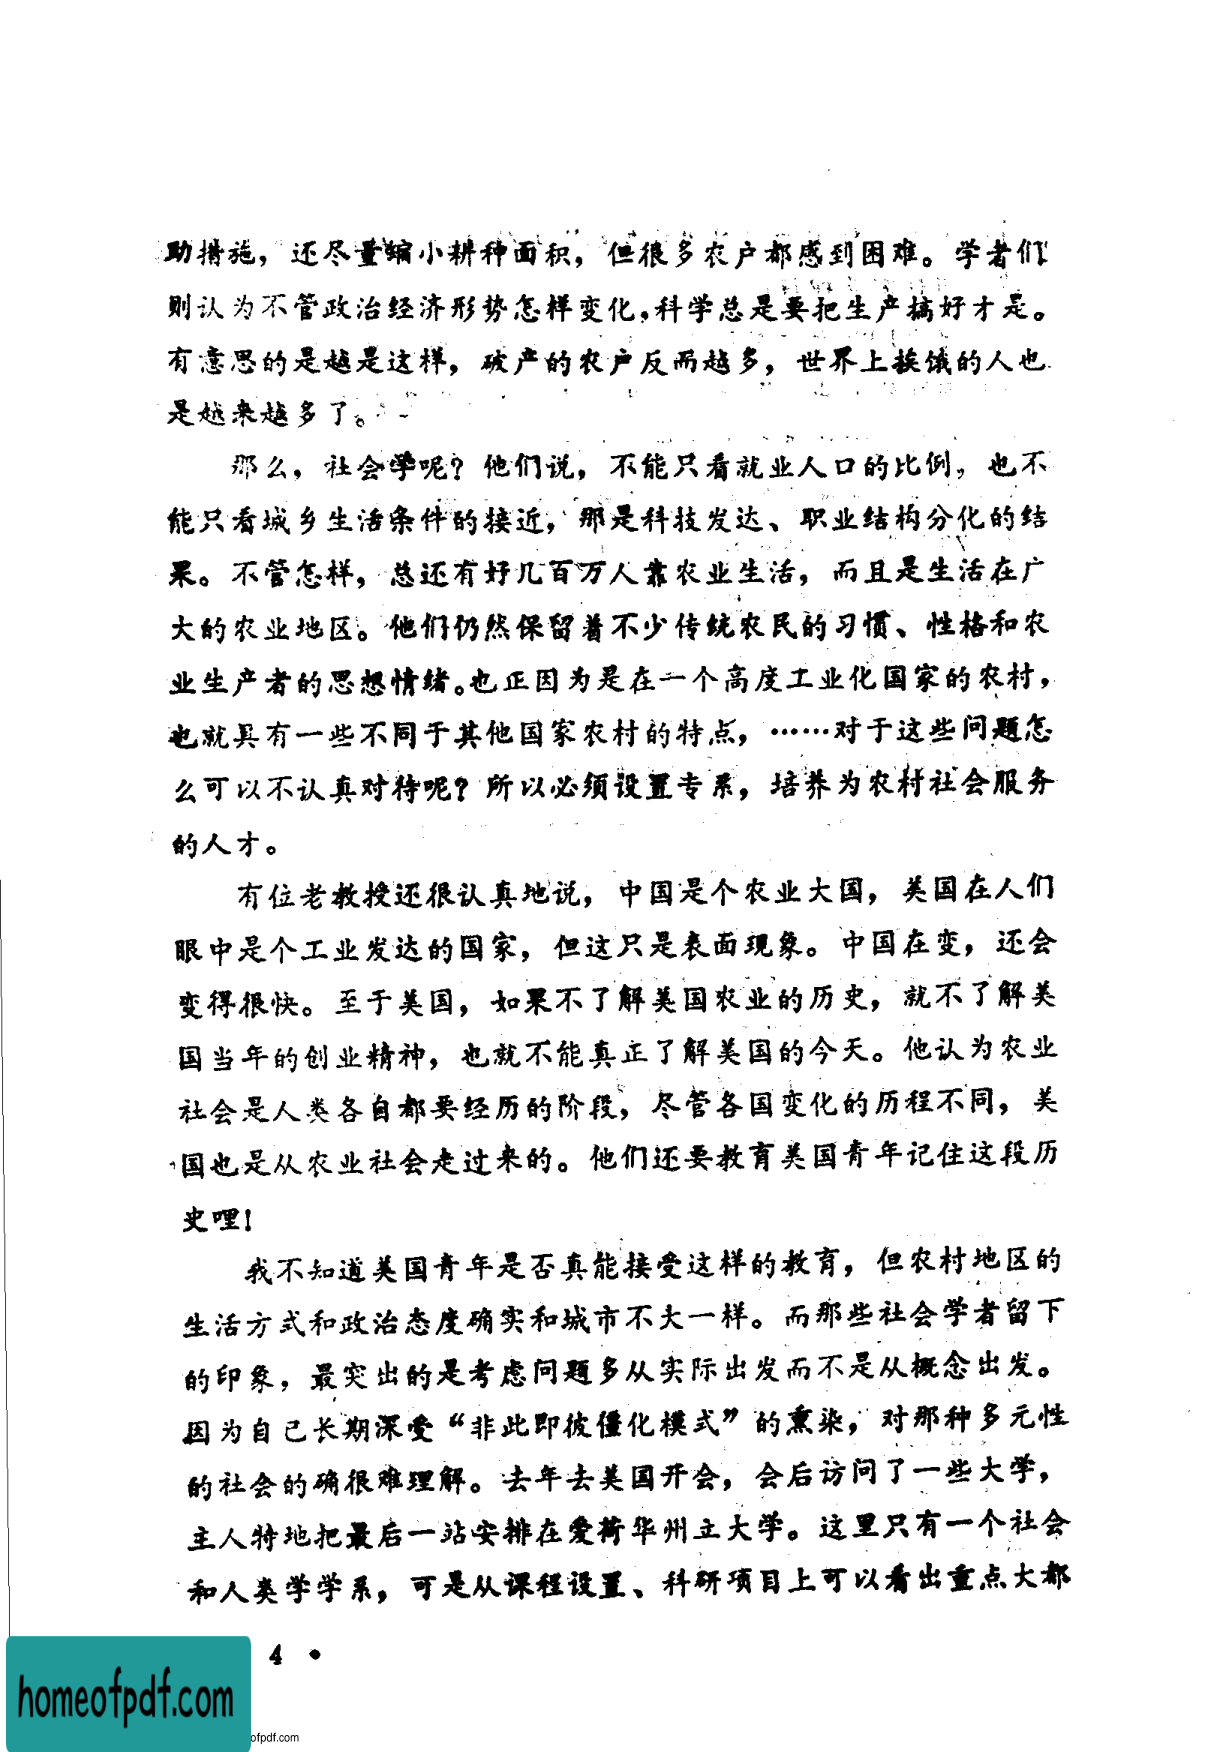 助措施，还尽量缩小耕种面积，但很多农户都感到困难。学者们
则认为不管政治经济形势怎样变化，科学总是要把生产搞好才是。
有意思的是越是这样，破产的农户反而越多，世界上挨饿的人也
是越来越多了。
那么，社会学呢？他们说，不能只看就业人口的比例，也不
能只看城乡生活条件的接近，那是科技发达、职业结构分化的结
果。不管怎样，总还有好几百万人靠农业生活，而且是生活在广
大的农业地区。他们仍然保留着不少传统农民的习惯、性格和农
业生产者的思想情绪。也正因为是在一个高度工业化国家的农村，
也就具有一些不同于其他国家农村的特点，……对于这些问题怎
么可以不认真对待呢？所以必须设置专系，培养为农村社会服务
的人才。
有位老教授还很认真地说，中国是个农业大国，美国在人们
眼中是个工业发达的国家，但这只是表面现象。中国在变，还会
变得很快。至于美国，如果不了解美国农业的历史，就不了解美
国当年的创业精神，也就不能真正了解美国的今天。他认为农业
社会是人类各自都要经历的阶段，尽管各国变化的历程不同，美
国也是从农业社会走过来的。他们还要教育美国青年记住这段历
史哩！
我不知道美国青年是否真能接受这样的教育，但农村地区的
生活方式和政治态度确实和城市不大一样。而那些社会学者留下
的印象，最突出的是考虑问题多从实际出发而不是从概念出发。
因为自己长期深受“非此即彼僵化模式”的熏染，对那种多元性
的社会的确很难理解。去年去美国开会，会后访问了一些大学，
主人特地把最后一站安排在爱荷华州立大学。这里只有一个社会
和人类学学系，可是从课程设置、科研项目上可以看出重点大都
4 •
homeofpdf.com
ofpdf.com